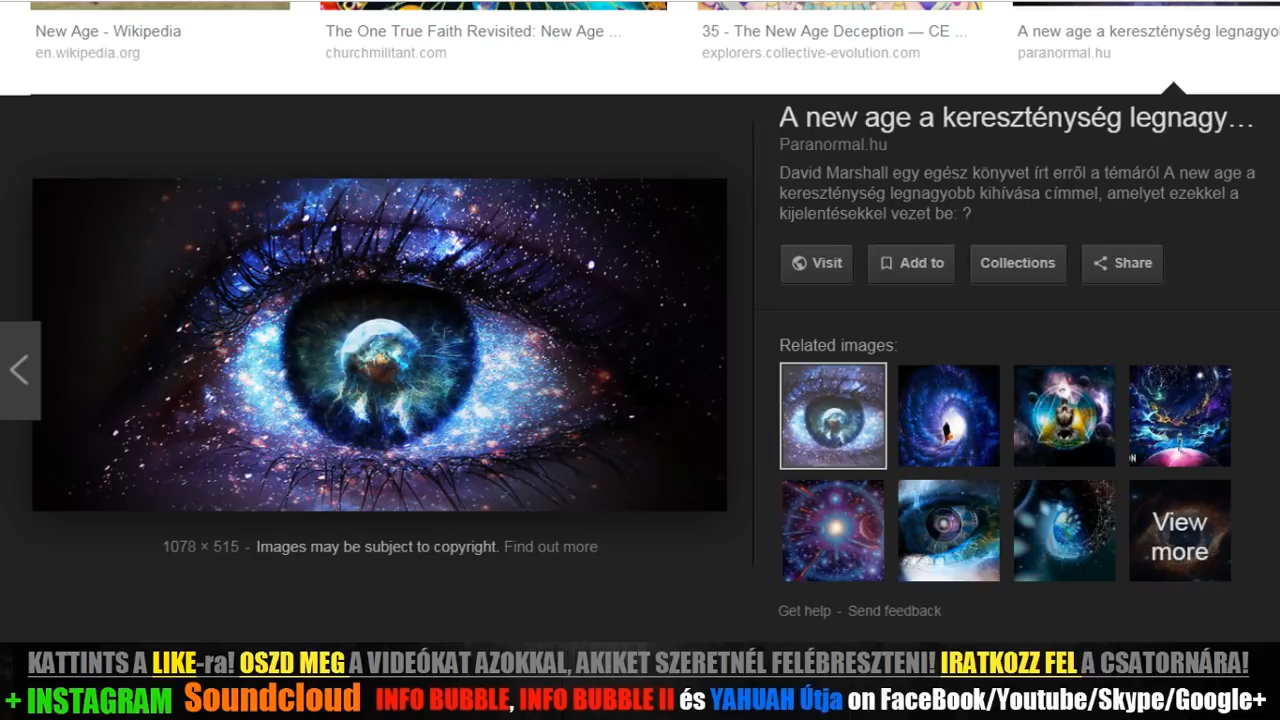 New Age - Wikipedia
en.wikipedia.org
The One True Faith Revisited: New Age ...
churchmilitant.com
35 - The New Age Deception — CE ...
explorers.collective-evolution.com
A new age a kereszténység legnagyo
paranormal.hu
A new age a kereszténység legnagy...
Paranormal.hu
David Marshall egy egész könyvet írt erről a témáról A new age a
kereszténység legnagyobb kihívása címmel, amelyet ezekkel a
kijelentésekkel vezet be: ?
Visit
Add to
Collections
Share
Related images:
View
more
1078 × 515 - Images may be subject to copyright. Find out more
Get help - Send feedback
KATTINTS A LIKE-ra! OSZD MEG A VIDEÓKAT AZOKKAL, AKIKET SZERETNÉL FELÉBRESZTENI! IRATKOZZ FEL A CSATORNÁRA!
+ INSTAGRAM Soundcloud INFO BUBBLE, INFO BUBBLE II és YAHUAH Útja on FaceBook/Youtube/Skype/Google+